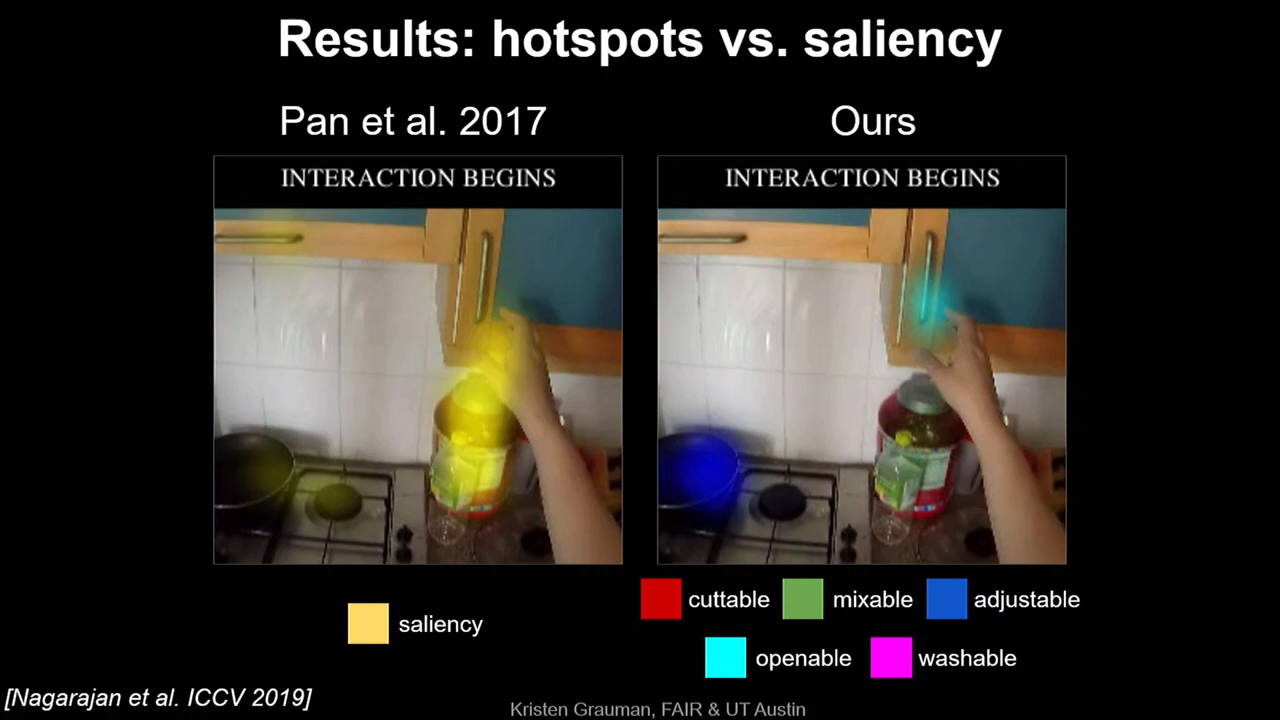 Results: hotspots vs. saliency
Pan et al. 2017
Ours
INTERACTION BEGINS
INTERACTION BEGINS
saliency
cuttable
mixable
adjustable
openable
washable
[Nagarajan et al. ICCV 2019]
Kristen Grauman, FAIR & UT Austin